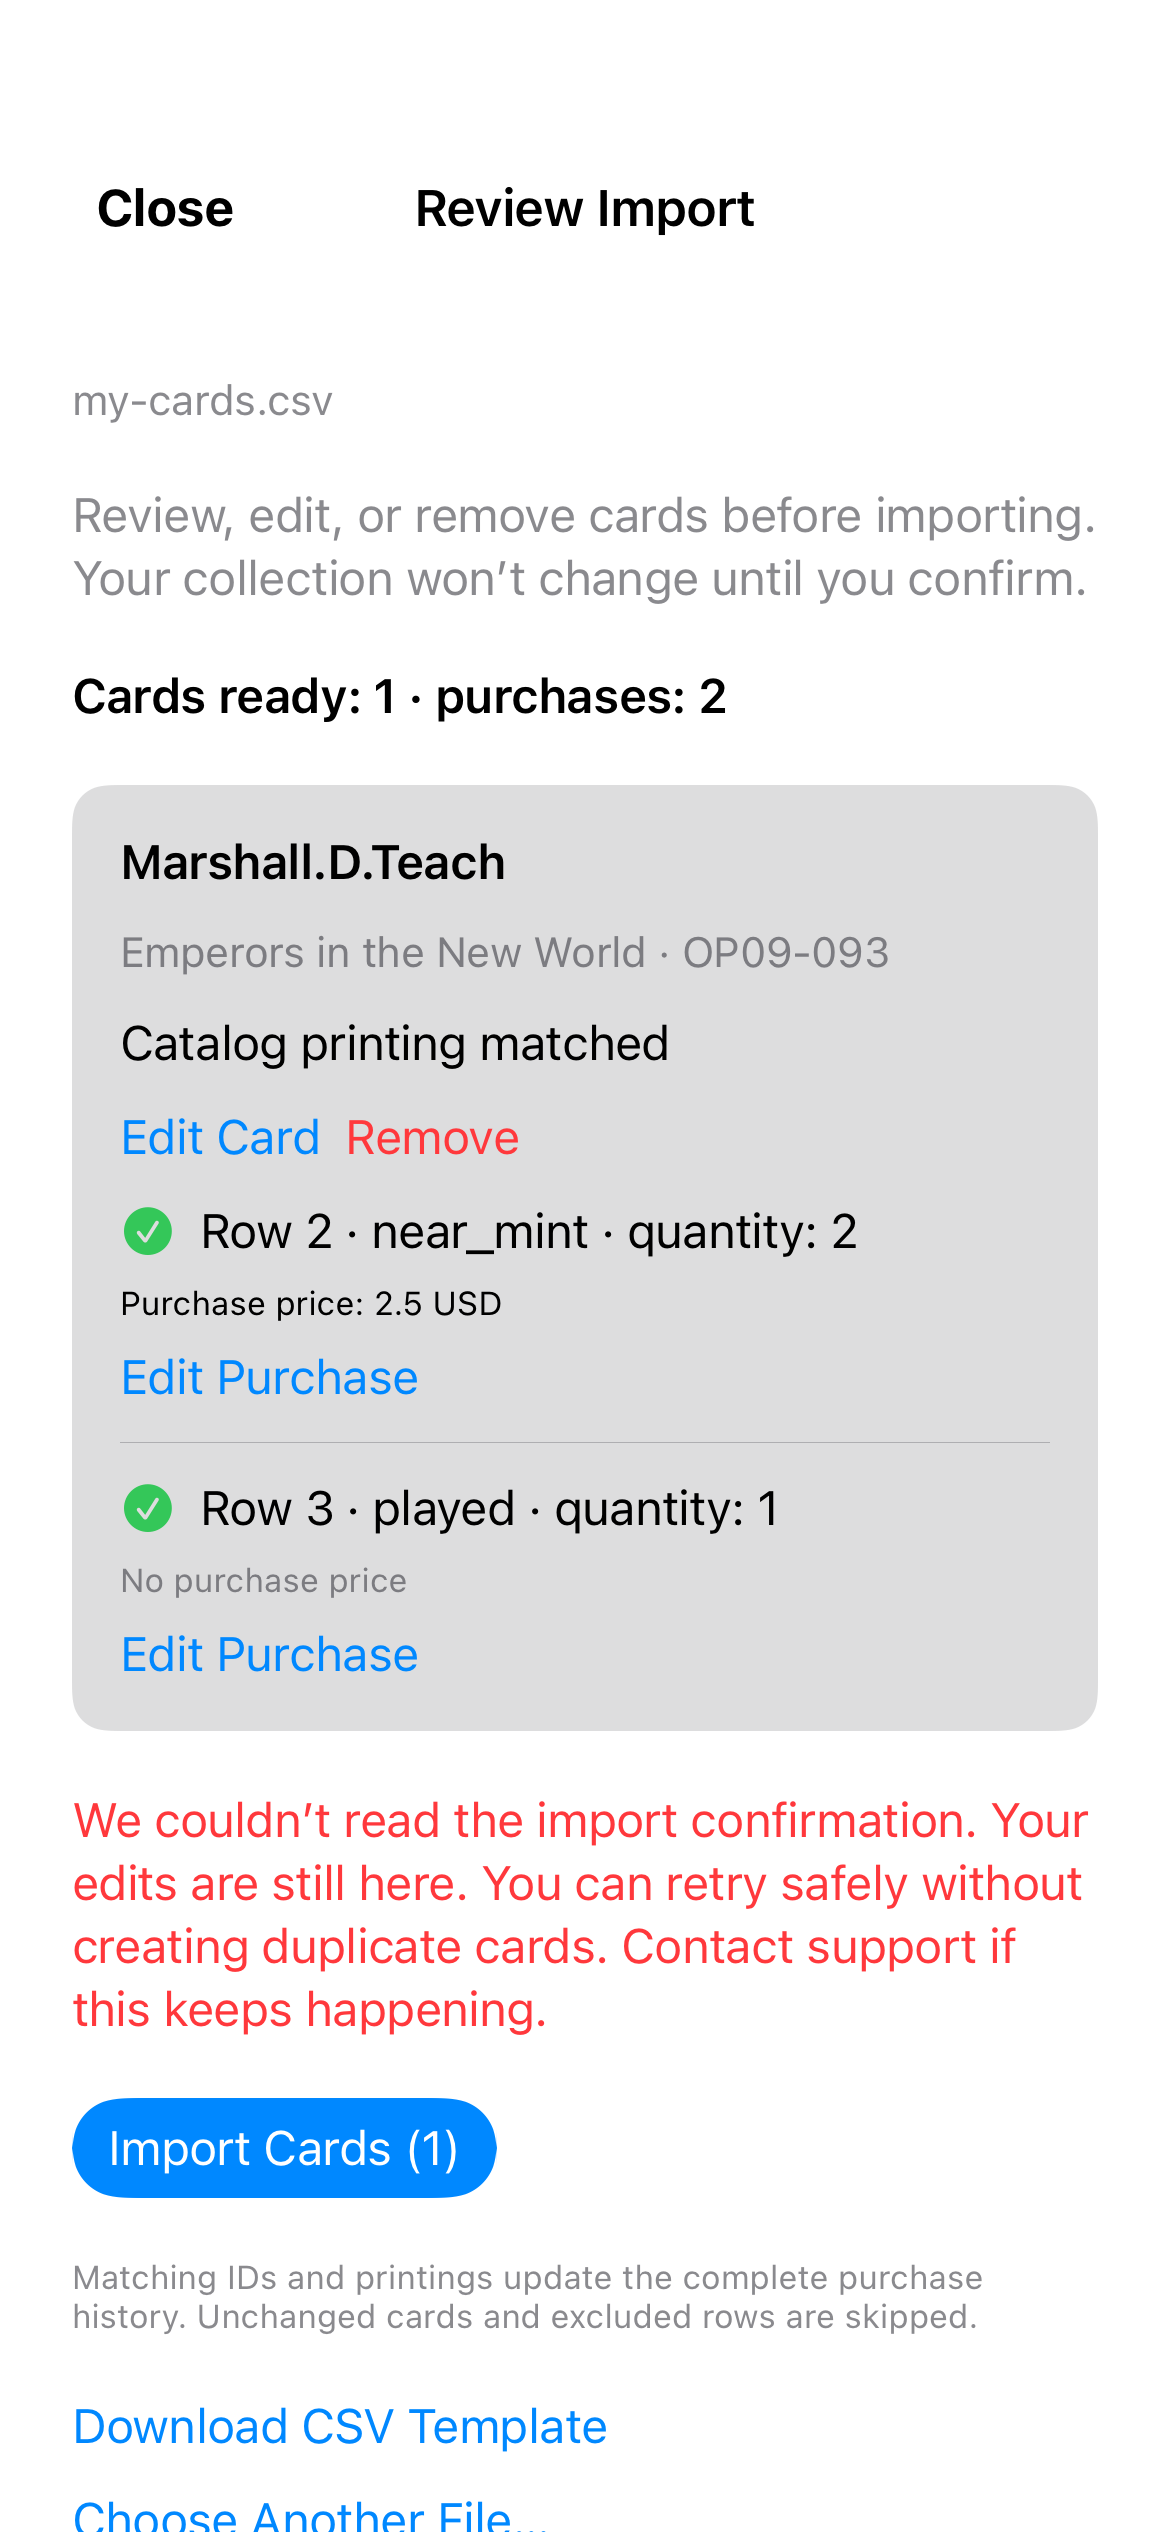 Close
Review Import
my-cards.csv
Review, edit, or remove cards before importing.
Your collection won’t change until you confirm.
Cards ready: 1 · purchases: 2
Marshall.D.Teach
Emperors in the New World · OP09-093
Catalog printing matched
Edit Card Remove
Row 2 · near_mint · quantity: 2
Purchase price: 2.5 USD
Edit Purchase
Row 3 · played · quantity: 1
No purchase price
Edit Purchase
We couldn’t read the import confirmation. Your
edits are still here. You can retry safely without
creating duplicate cards. Contact support if
this keeps happening.
Import Cards (1)
Matching IDs and printings update the complete purchase
history. Unchanged cards and excluded rows are skipped.
Download CSV Template
Choose Another File...